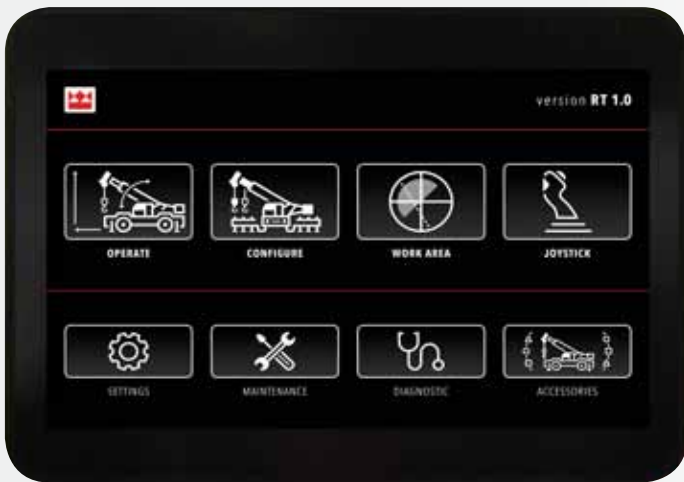 version RT 1.0
OPERATE
CONFIGURE
WORK AREA
JOYSTICK
SETTINGS
MAINTENANCE
DIAGNOSTIC
ACCESSORIES